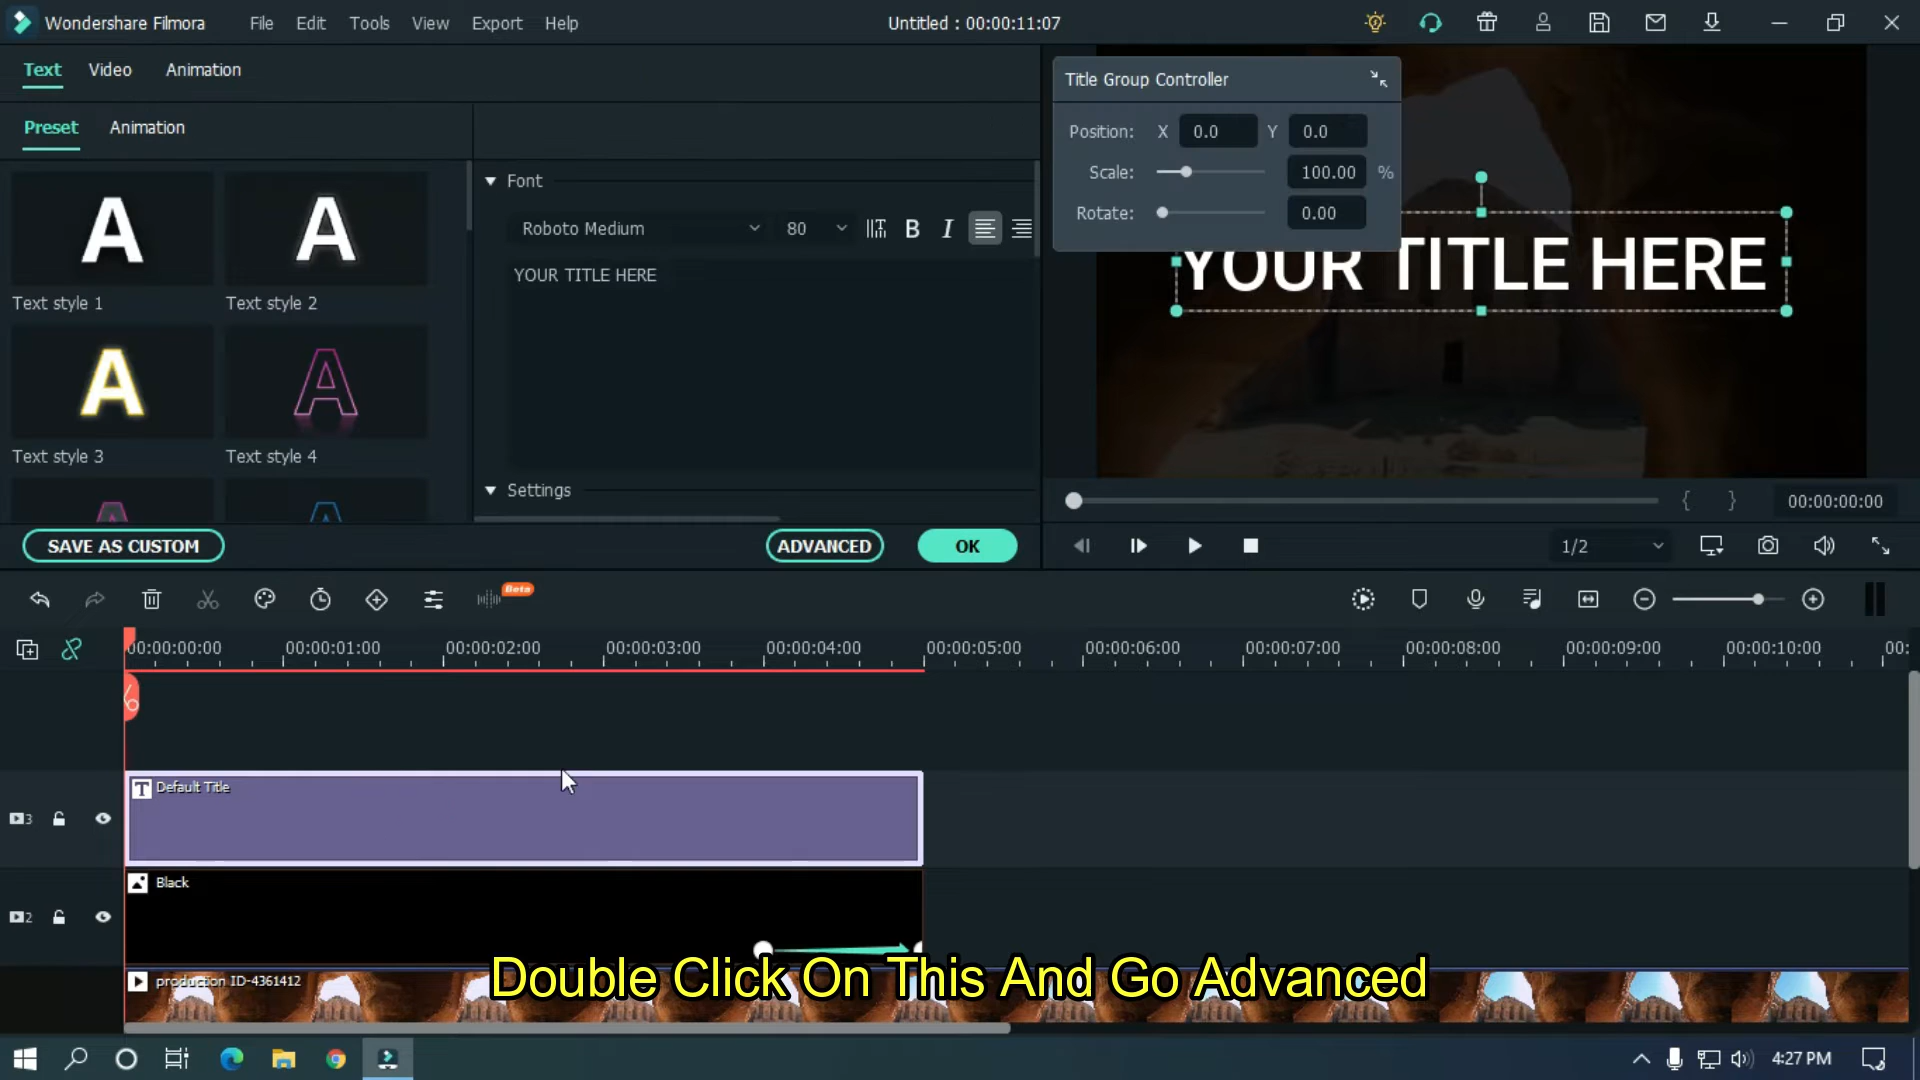 Wondershare Filmora File Edit Tools View Export Help Untitled : 00:00:11:07
Text Video Animation
Preset Animation
Text style 1
Text style 2
Text style 3
Text style 4
Font
Roboto Medium 80 B I
YOUR TITLE HERE
Settings
SAVE AS CUSTOM ADVANCED OK
Title Group Controller
Position: X 0.0 Y 0.0
Scale: 100.00 %
Rotate: 0.00
YOUR TITLE HERE
00:00:00:00
1/2
Beta
00:00:00:00 00:00:01:00 00:00:02:00 00:00:03:00 00:00:04:00 00:00:05:00 00:00:06:00 00:00:07:00 00:00:08:00 00:00:09:00 00:00:10:00 00:
3 T Default Title
2 Black
production ID-4361412
Double Click On This And Go Advanced
4:27 PM